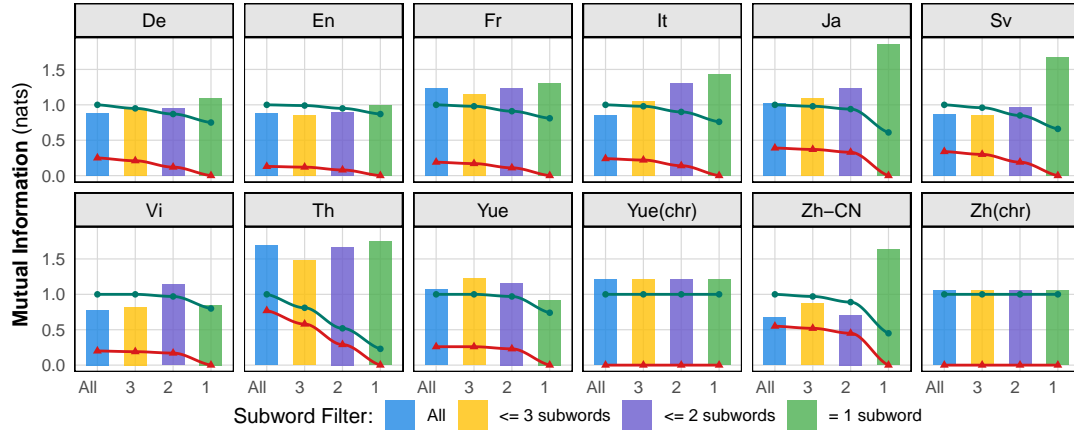 De En Fr It Ja Sv
1.5
1.0
0.5
0.0
Vi Th Yue Yue(chr) Zh−CN Zh(chr)
1.5
1.0
0.5
0.0
Mutual Information (nats)
All 3 2 1 All 3 2 1 All 3 2 1 All 3 2 1 All 3 2 1 All 3 2 1
Subword Filter: All <= 3 subwords <= 2 subwords = 1 subword